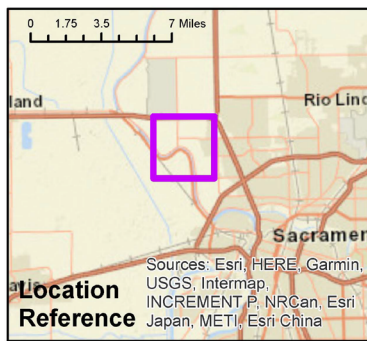 0 1.75 3.5 7 Miles
land
Rio Lind
Sacramen
avis
Sources: Esri, HERE, Garmin,
USGS, Intermap,
INCREMENT P, NRCan, Esri
Japan, METI, Esri China
Location
Reference